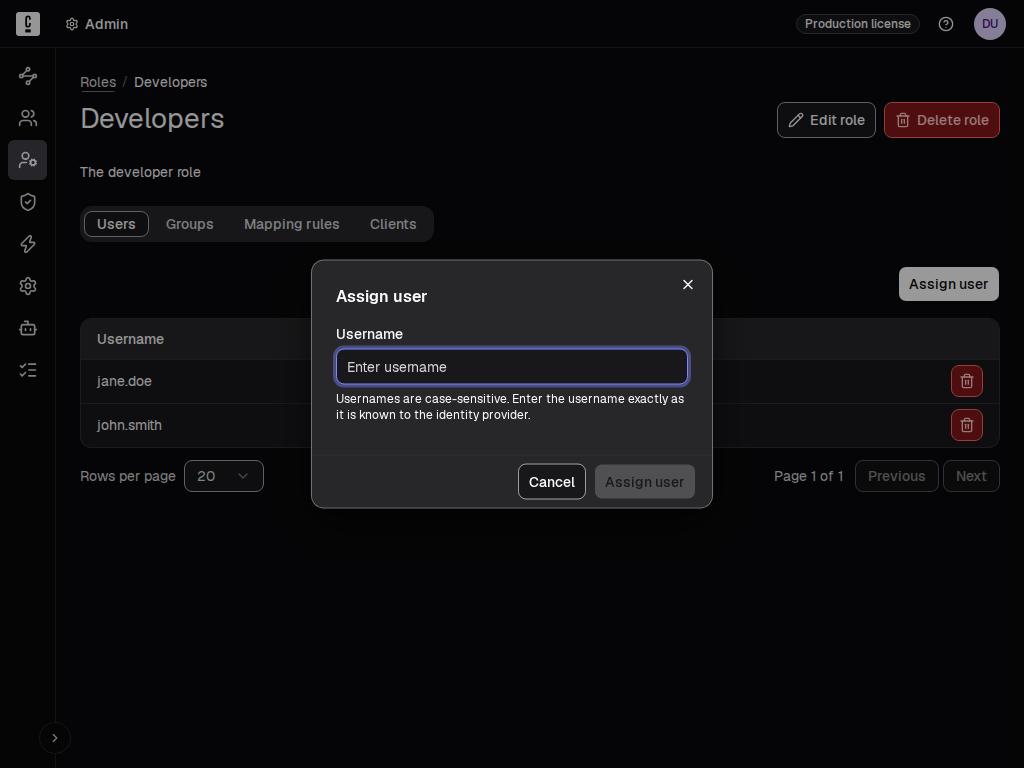 Admin
Production license
DU
Roles / Developers
Developers
Edit role
Delete role
The developer role
Users
Groups
Mapping rules
Clients
Assign user
Username
jane.doe
john.smith
Rows per page
20
Page 1 of 1
Previous
Next
Assign user
Username
Enter username
Usernames are case-sensitive. Enter the username exactly as
it is known to the identity provider.
Cancel
Assign user